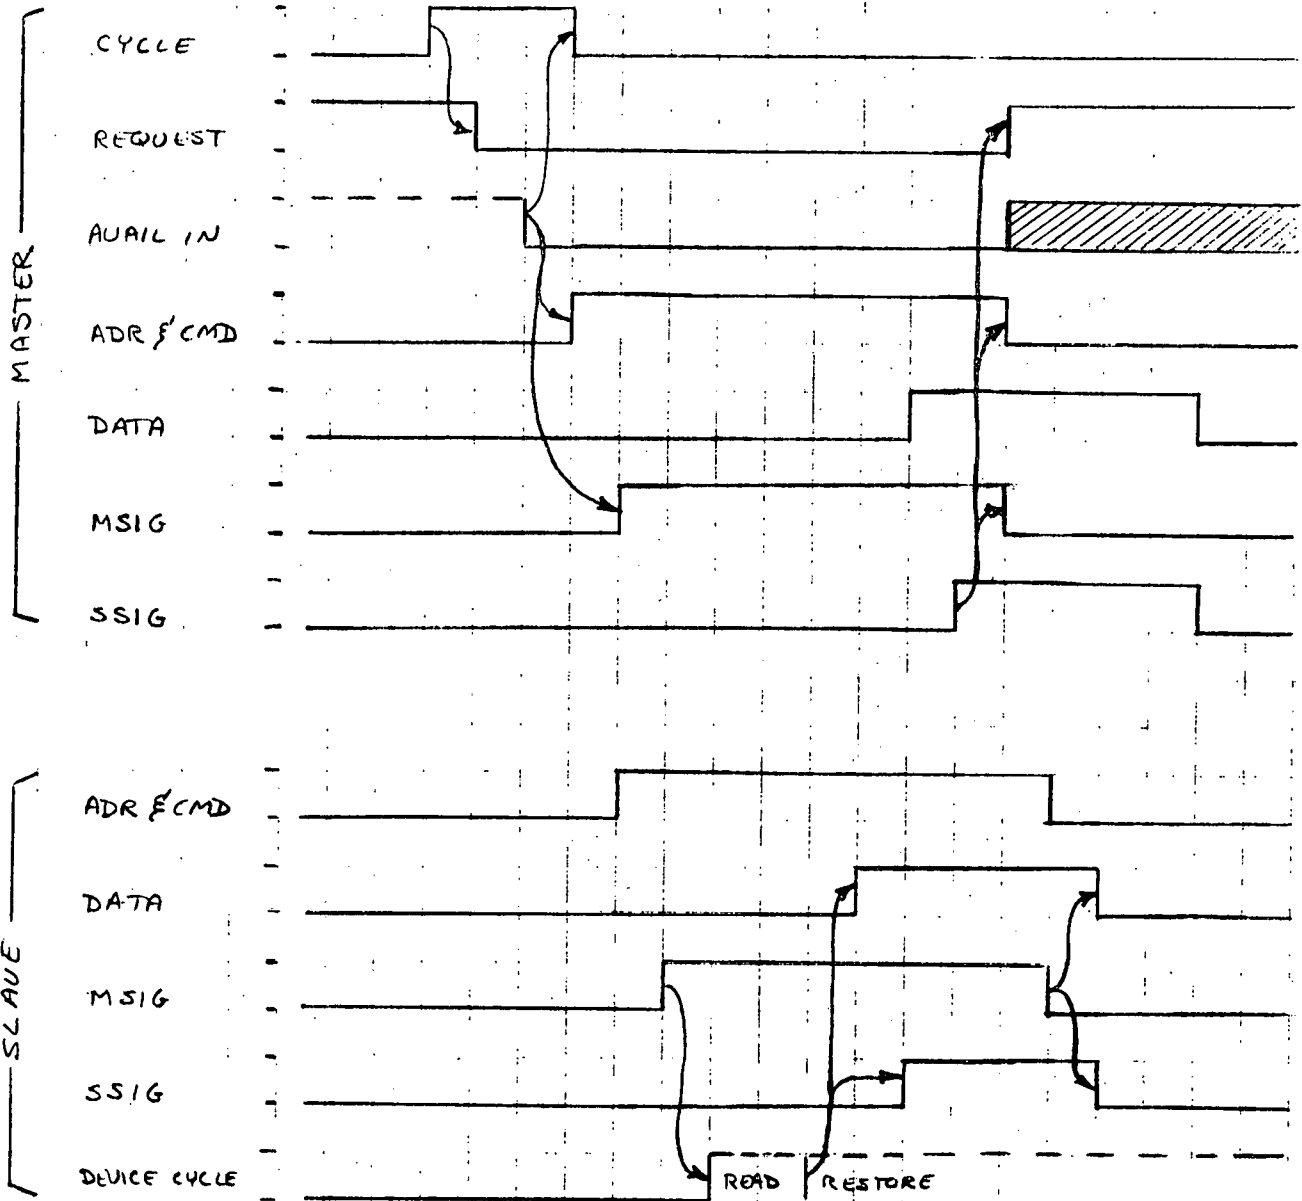 MASTER
CYCLE
REQUEST
AVAIL IN
ADR & CMD
DATA
MSIG
SSIG
SLAVE
ADR & CMD
DATA
MSIG
SSIG
DEVICE CYCLE
READ RESTORE